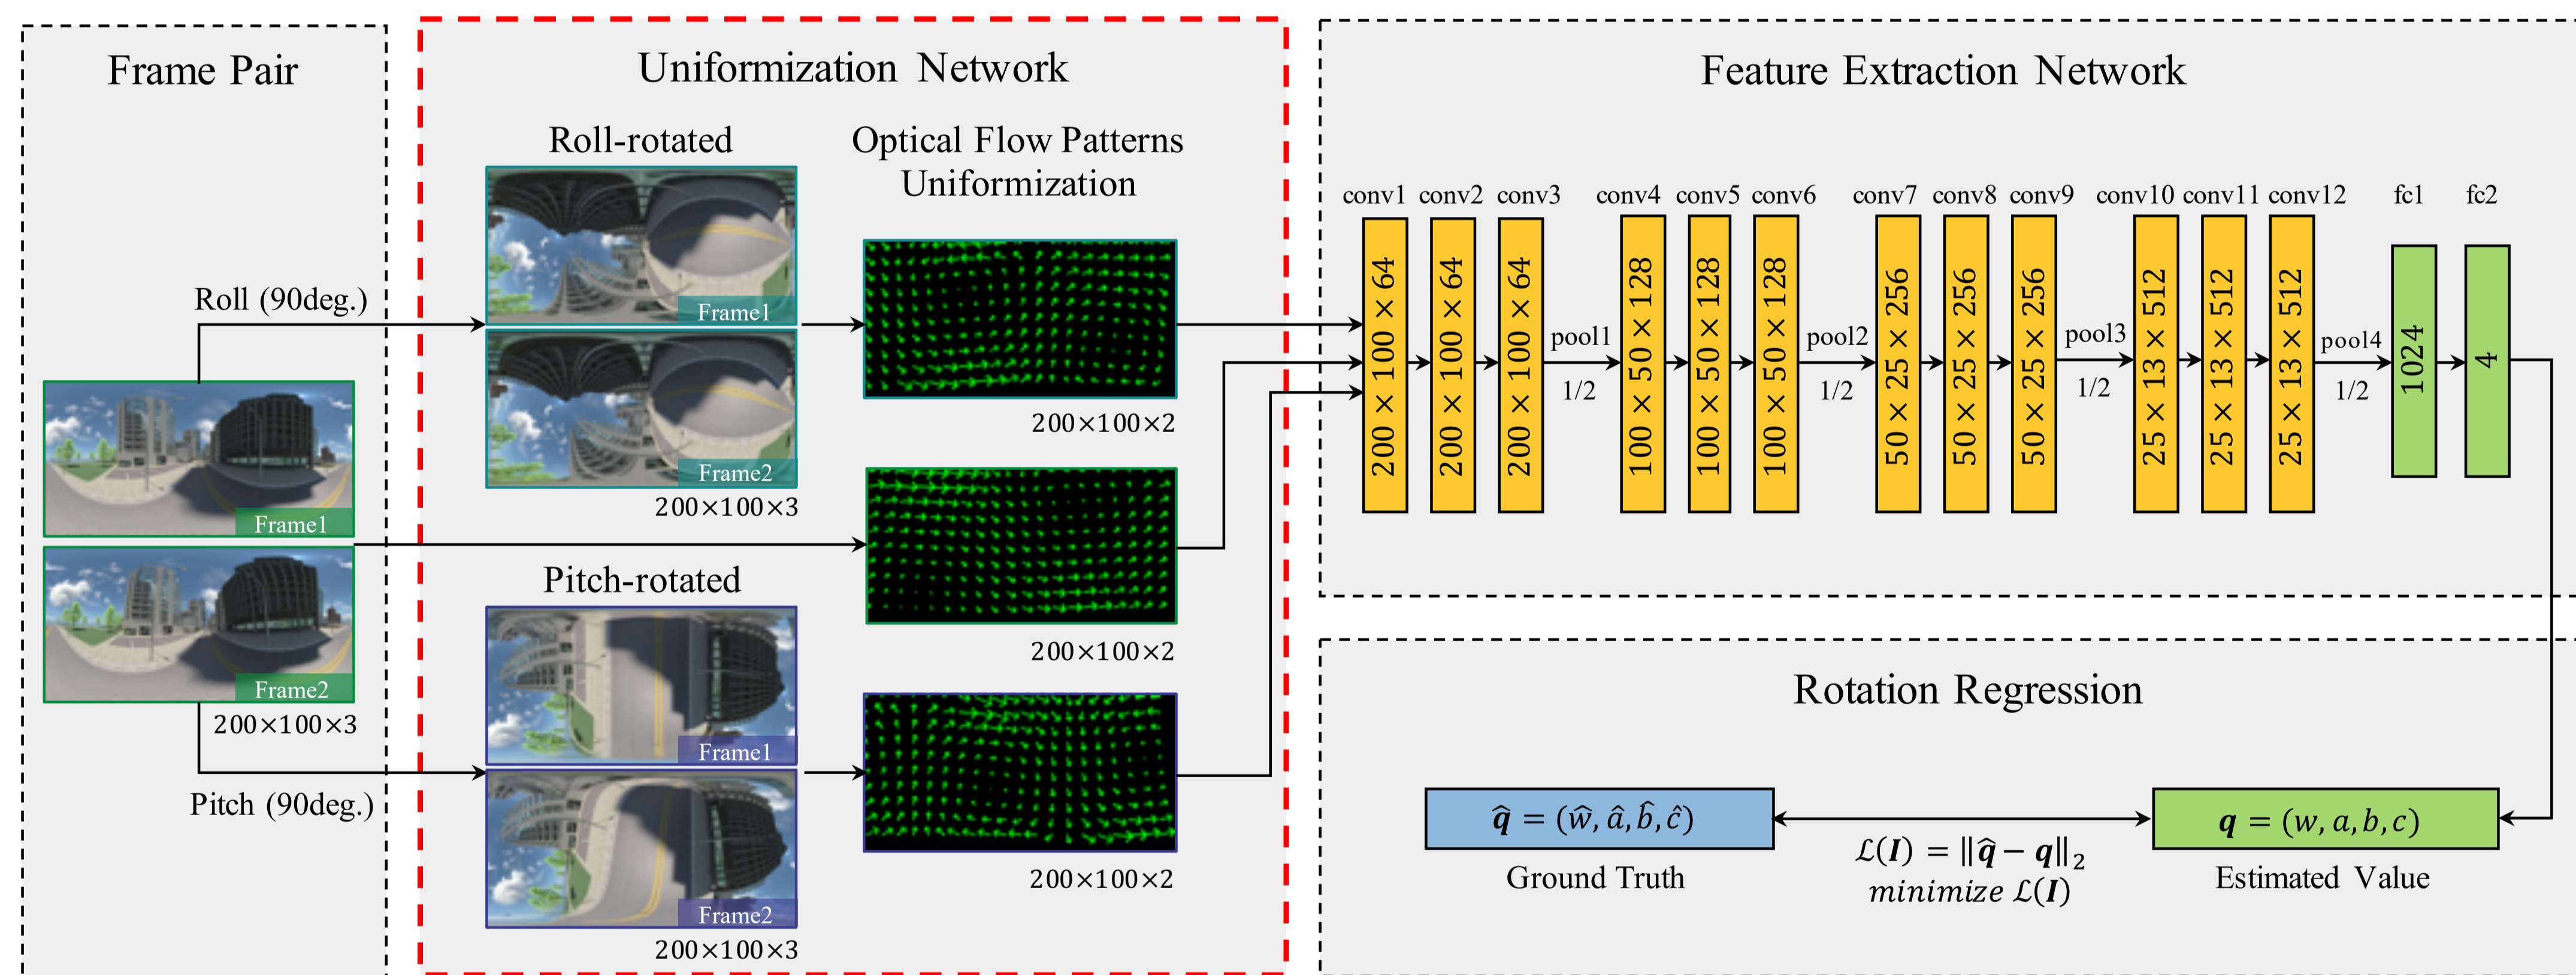 Frame Pair
Roll (90deg.)
Frame1
Frame2
200×100×3
Pitch (90deg.)
Uniformization Network
Roll-rotated
Frame1
Frame2
200×100×3
Pitch-rotated
Frame1
Frame2
200×100×3
Optical Flow Patterns
Uniformization
200×100×2
200×100×2
200×100×2
Feature Extraction Network
conv1 conv2 conv3 conv4 conv5 conv6 conv7 conv8 conv9 conv10 conv11 conv12 fc1 fc2
200 × 100 × 64
200 × 100 × 64
200 × 100 × 64
pool1
1/2
100 × 50 × 128
100 × 50 × 128
100 × 50 × 128
pool2
1/2
50 × 25 × 256
50 × 25 × 256
50 × 25 × 256
pool3
1/2
25 × 13 × 512
25 × 13 × 512
25 × 13 × 512
pool4
1/2
1024
4
Rotation Regression
q̂ = (ŵ, â, b̂, ĉ)
Ground Truth
ℒ(I) = ‖q̂ − q‖₂
minimize ℒ(I)
q = (w, a, b, c)
Estimated Value